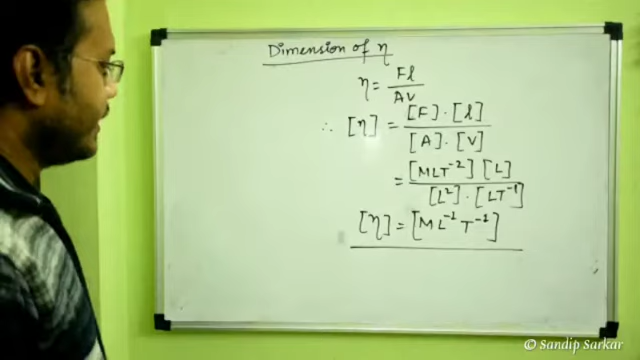 Dimension of η
η = Fl / AV
∴ [η] = [F]·[l] / [A]·[V]
= [MLT⁻²] [L] / [L²]·[LT⁻¹]
[η] = [ML⁻¹T⁻¹]
© Sandip Sarkar